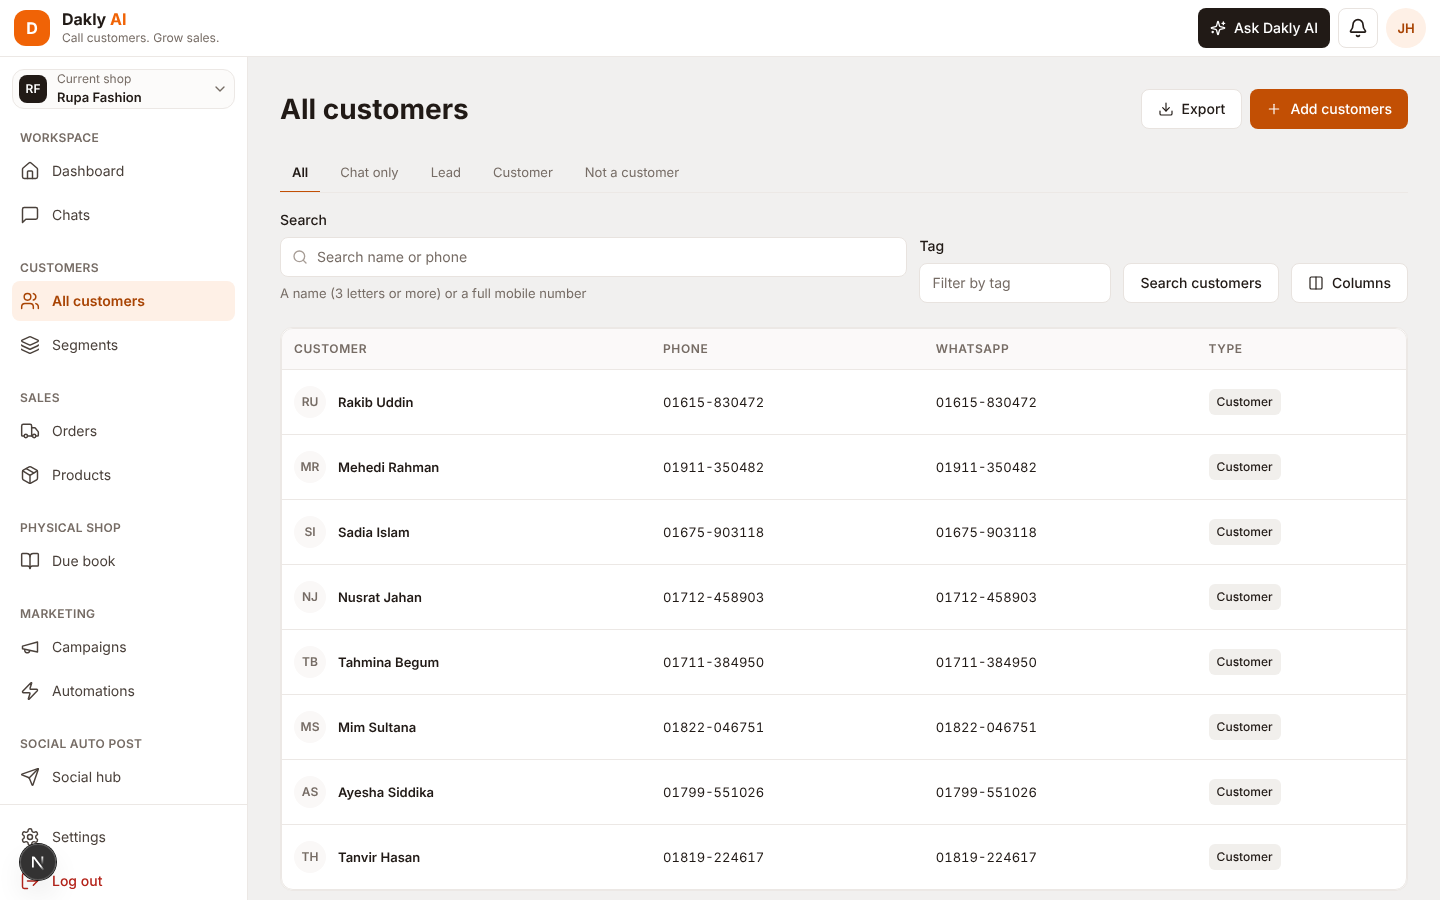 D
Dakly AI
Call customers. Grow sales.
Ask Dakly AI
JH
RF
Current shop
Rupa Fashion
WORKSPACE
Dashboard
Chats
CUSTOMERS
All customers
Segments
SALES
Orders
Products
PHYSICAL SHOP
Due book
MARKETING
Campaigns
Automations
SOCIAL AUTO POST
Social hub
Settings
N
Log out
All customers
Export
Add customers
All Chat only Lead Customer Not a customer
Search
Search name or phone
A name (3 letters or more) or a full mobile number
Tag
Filter by tag
Search customers
Columns
CUSTOMER PHONE WHATSAPP TYPE
RU Rakib Uddin 01615-830472 01615-830472 Customer
MR Mehedi Rahman 01911-350482 01911-350482 Customer
SI Sadia Islam 01675-903118 01675-903118 Customer
NJ Nusrat Jahan 01712-458903 01712-458903 Customer
TB Tahmina Begum 01711-384950 01711-384950 Customer
MS Mim Sultana 01822-046751 01822-046751 Customer
AS Ayesha Siddika 01799-551026 01799-551026 Customer
TH Tanvir Hasan 01819-224617 01819-224617 Customer